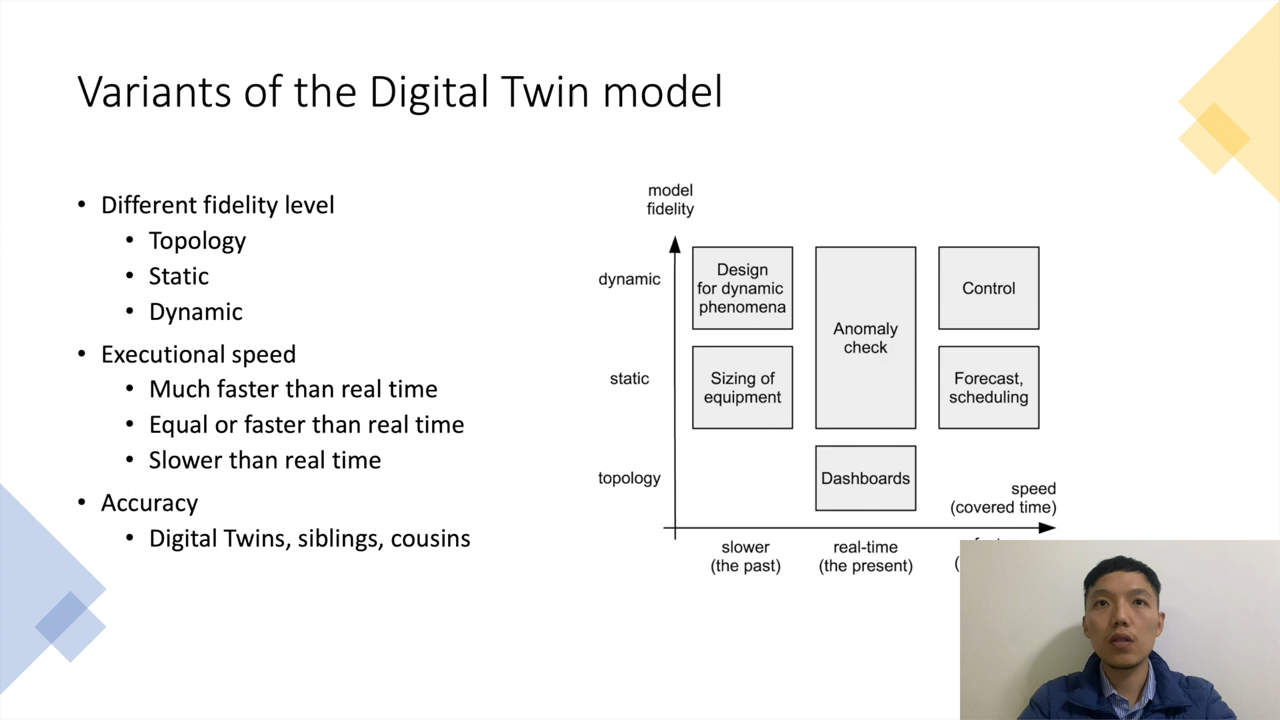 Variants of the Digital Twin model
• Different fidelity level
• Topology
• Static
• Dynamic
• Executional speed
• Much faster than real time
• Equal or faster than real time
• Slower than real time
• Accuracy
• Digital Twins, siblings, cousins
model
fidelity
dynamic
Design
for dynamic
phenomena
Anomaly
check
Control
static
Sizing of
equipment
Forecast,
scheduling
topology
Dashboards
speed
(covered time)
slower
(the past)
real-time
(the present)